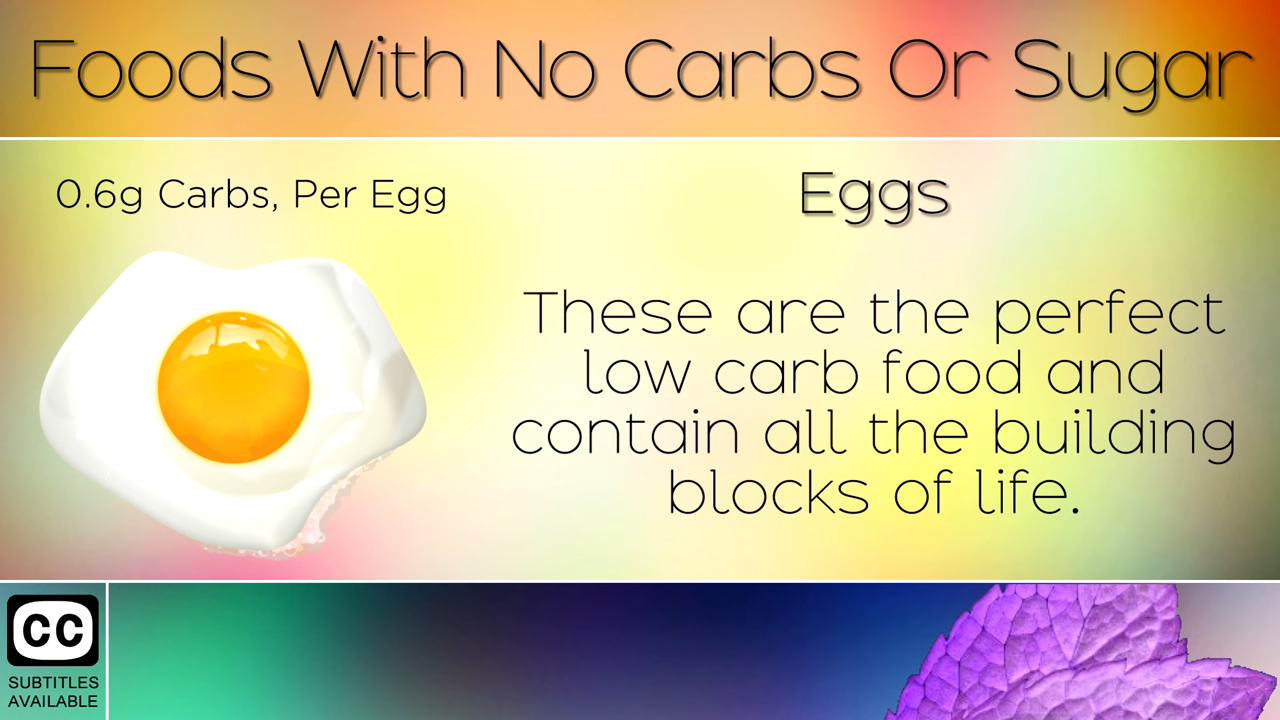 Foods With No Carbs Or Sugar
0.6g Carbs, Per Egg
Eggs
These are the perfect
low carb food and
contain all the building
blocks of life.
CC
SUBTITLES
AVAILABLE